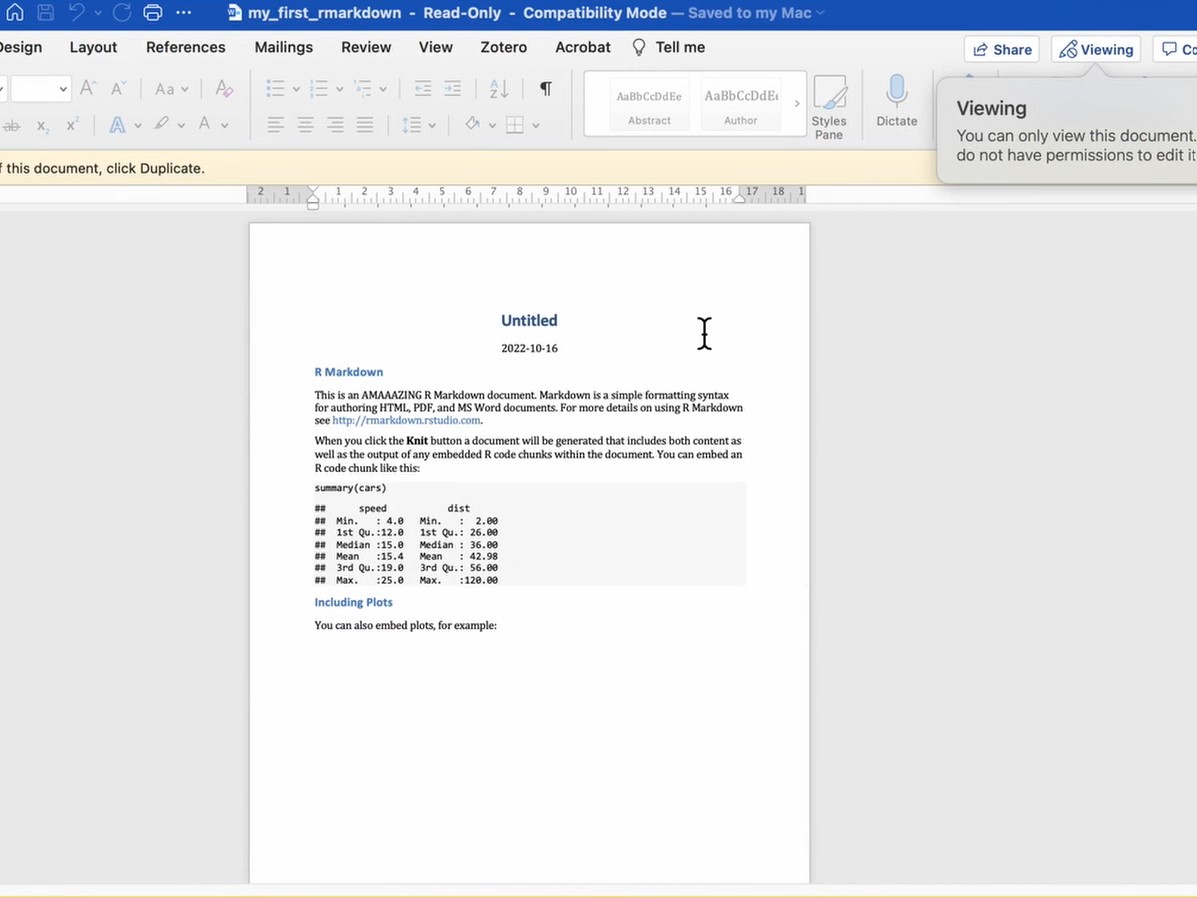 my_first_rmarkdown - Read-Only - Compatibility Mode — Saved to my Mac
Design Layout References Mailings Review View Zotero Acrobat Tell me Share Viewing Co
Aa
AaBbCcDdEe
Abstract
AaBbCcDdEe
Author
Styles
Pane
Dictate
Viewing
You can only view this document.
do not have permissions to edit it
f this document, click Duplicate.
2 1 1 2 3 4 5 6 7 8 9 10 11 12 13 14 15 16 17 18 1
Untitled
2022-10-16
R Markdown
This is an AMAAAZING R Markdown document. Markdown is a simple formatting syntax
for authoring HTML, PDF, and MS Word documents. For more details on using R Markdown
see http://rmarkdown.rstudio.com.
When you click the Knit button a document will be generated that includes both content as
well as the output of any embedded R code chunks within the document. You can embed an
R code chunk like this:
summary(cars)
##      speed           dist
##  Min.   : 4.0   Min.   :  2.00
##  1st Qu.:12.0   1st Qu.: 26.00
##  Median :15.0   Median : 36.00
##  Mean   :15.4   Mean   : 42.98
##  3rd Qu.:19.0   3rd Qu.: 56.00
##  Max.   :25.0   Max.   :120.00
Including Plots
You can also embed plots, for example: